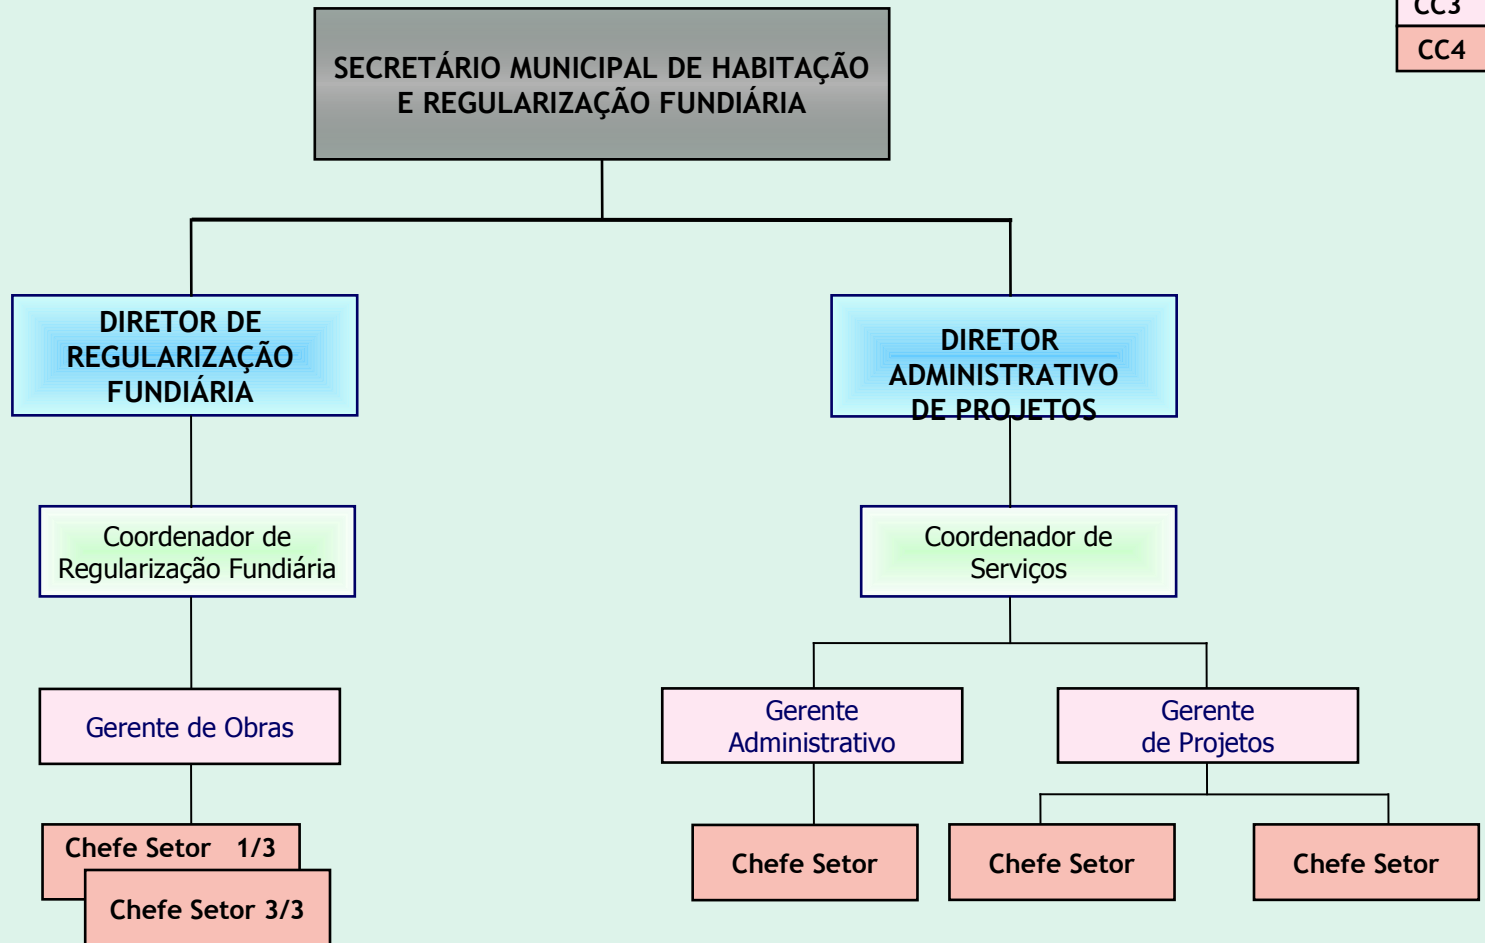 CC3
CC4
SECRETÁRIO MUNICIPAL DE HABITAÇÃO
E REGULARIZAÇÃO FUNDIÁRIA
DIRETOR DE
REGULARIZAÇÃO
FUNDIÁRIA
DIRETOR
ADMINISTRATIVO
DE PROJETOS
Coordenador de
Regularização Fundiária
Coordenador de
Serviços
Gerente de Obras
Gerente
Administrativo
Gerente
de Projetos
Chefe Setor 1/3
Chefe Setor 3/3
Chefe Setor
Chefe Setor
Chefe Setor